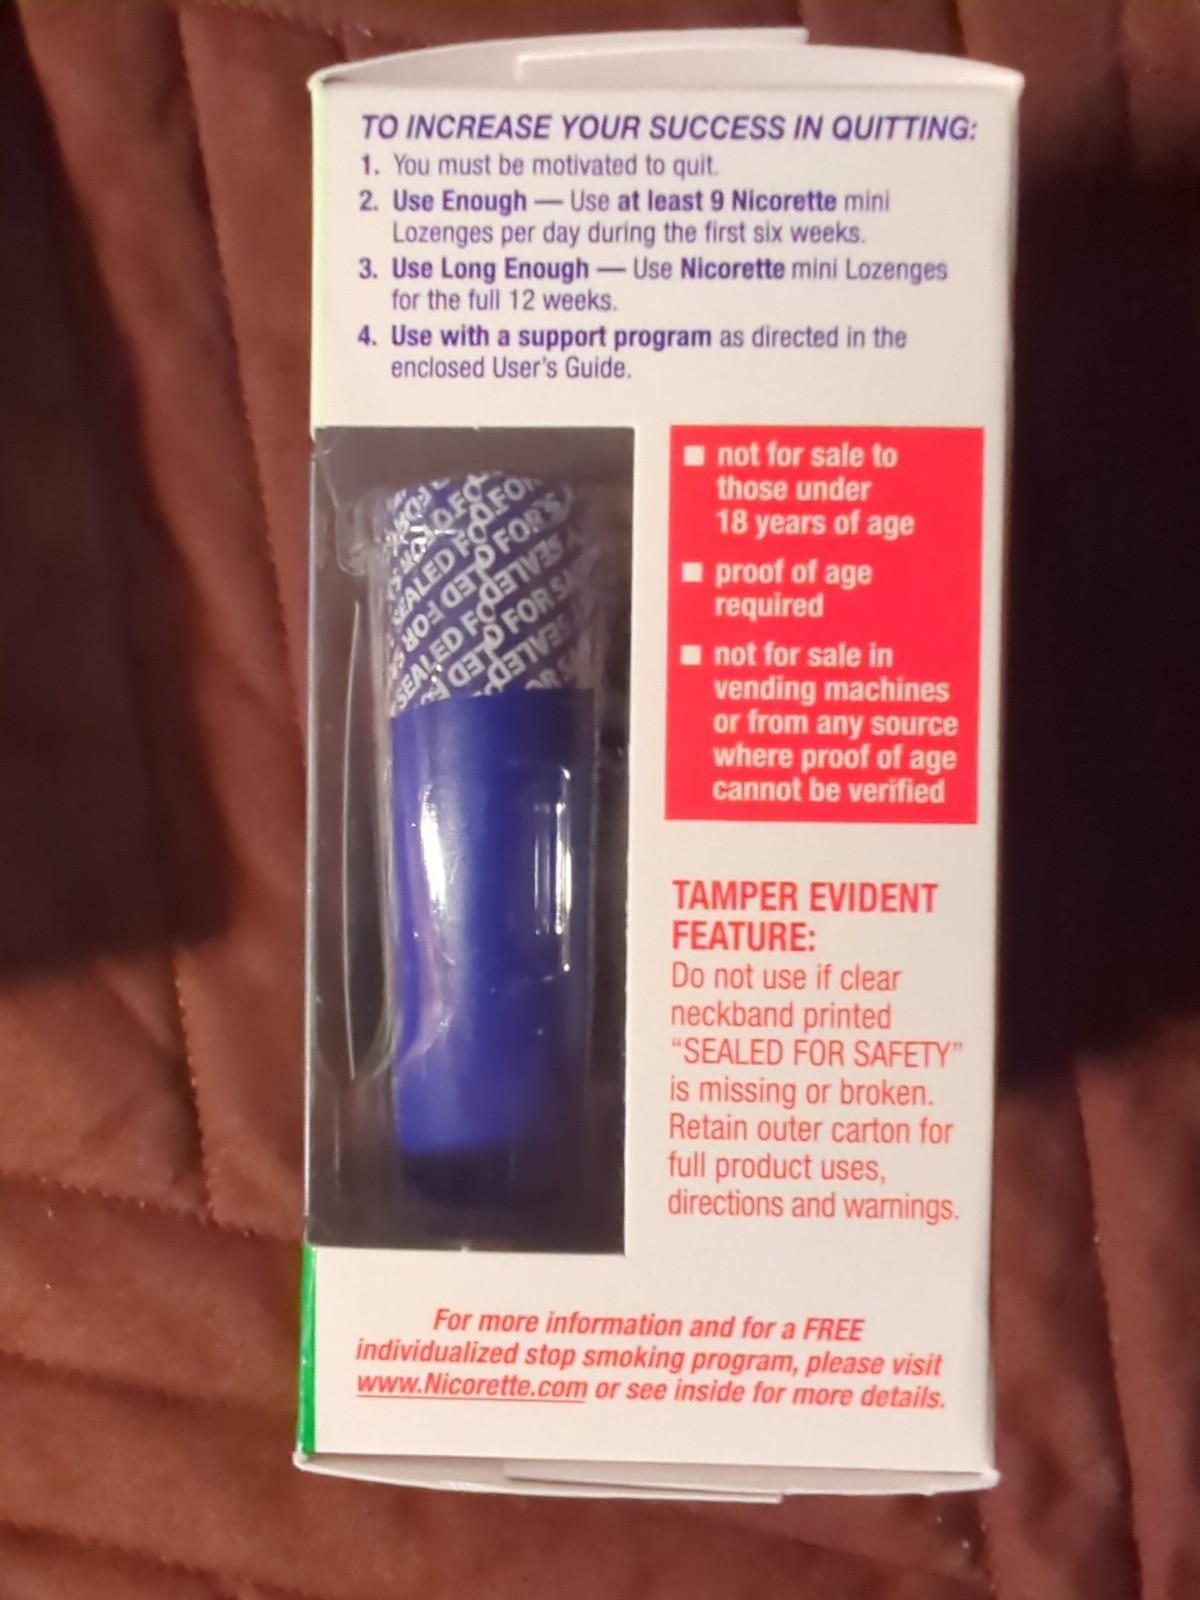 TO INCREASE YOUR SUCCESS IN QUITTING:
1. You must be motivated to quit.
2. Use Enough — Use at least 9 Nicorette mini
Lozenges per day during the first six weeks.
3. Use Long Enough — Use Nicorette mini Lozenges
for the full 12 weeks.
4. Use with a support program as directed in the
enclosed User's Guide.
SEALED FOR
SEALED FOR SA
SEALED
■ not for sale to
those under
18 years of age
■ proof of age
required
■ not for sale in
vending machines
or from any source
where proof of age
cannot be verified
TAMPER EVIDENT
FEATURE:
Do not use if clear
neckband printed
“SEALED FOR SAFETY”
is missing or broken.
Retain outer carton for
full product uses,
directions and warnings.
For more information and for a FREE
individualized stop smoking program, please visit
www.Nicorette.com or see inside for more details.